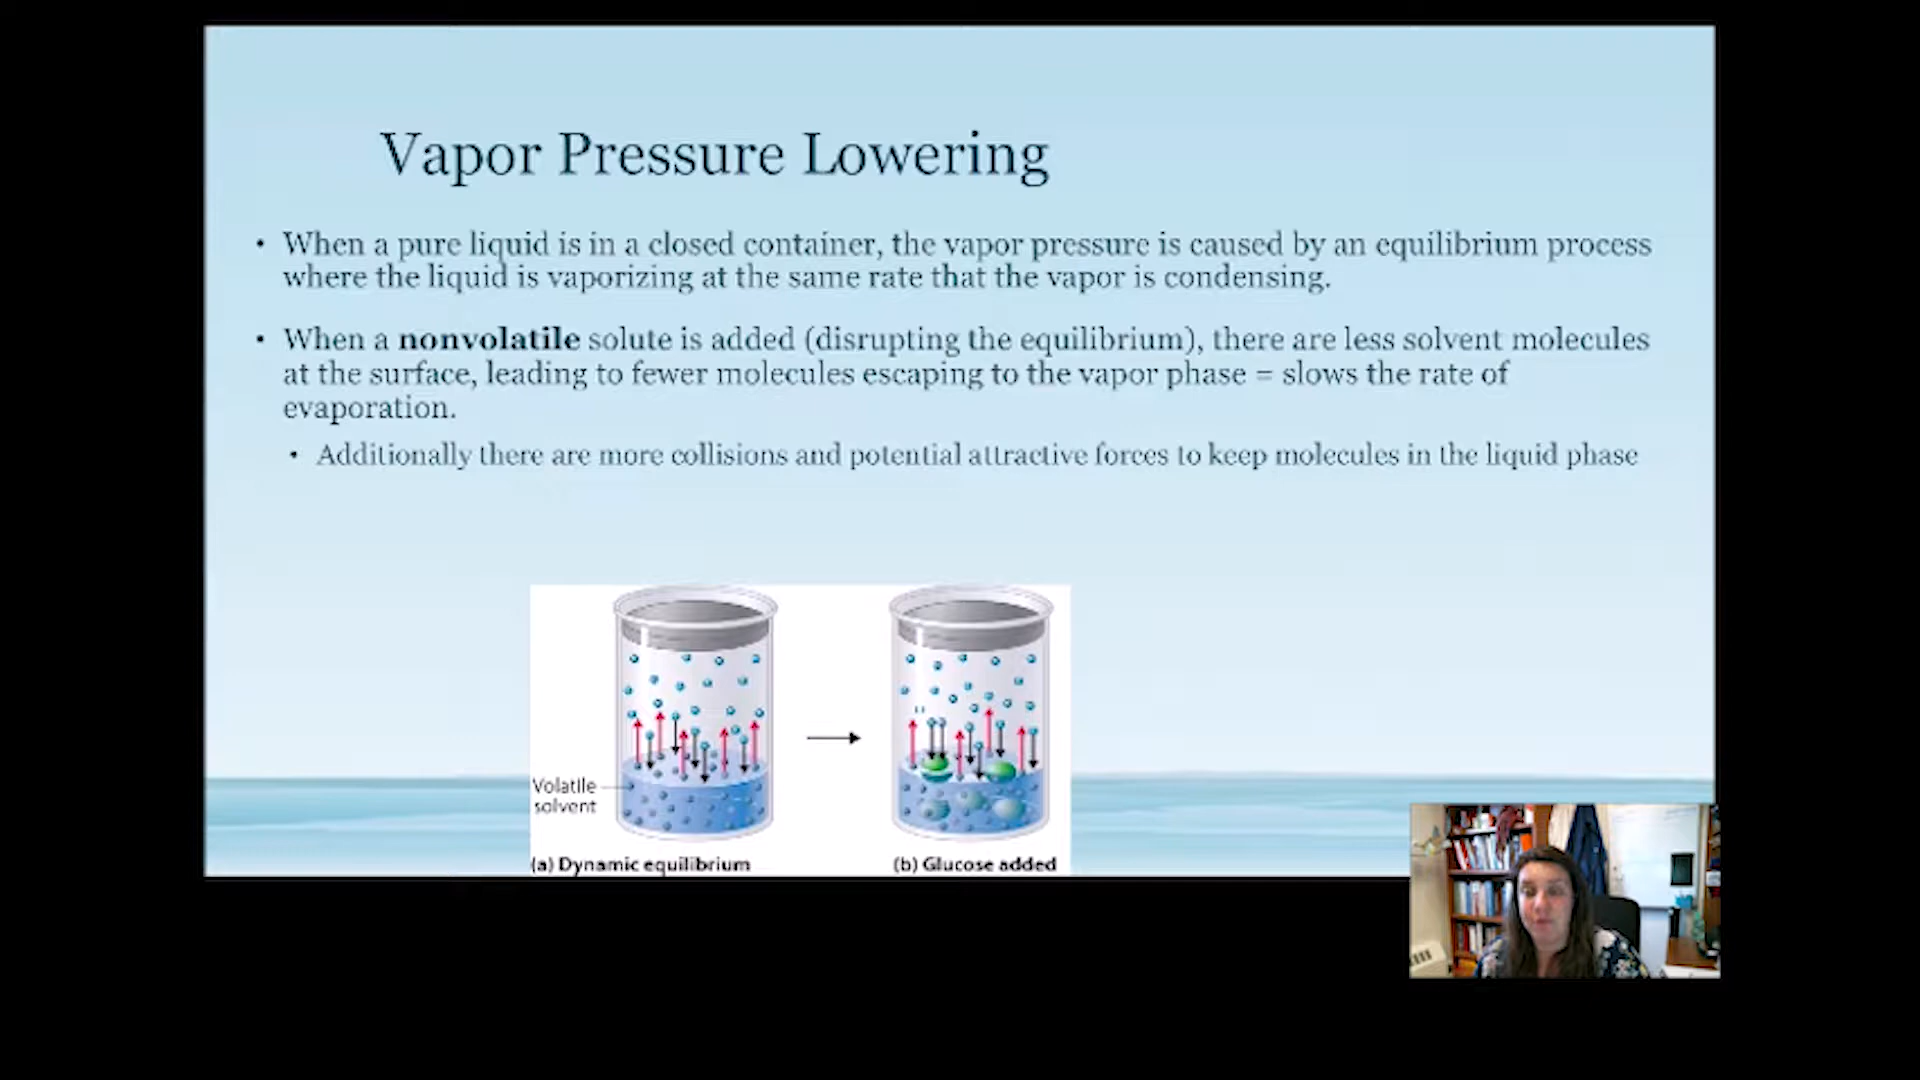 Vapor Pressure Lowering
• When a pure liquid is in a closed container, the vapor pressure is caused by an equilibrium process
where the liquid is vaporizing at the same rate that the vapor is condensing.
• When a nonvolatile solute is added (disrupting the equilibrium), there are less solvent molecules
at the surface, leading to fewer molecules escaping to the vapor phase = slows the rate of
evaporation.
• Additionally there are more collisions and potential attractive forces to keep molecules in the liquid phase
Volatile
solvent
(a) Dynamic equilibrium
(b) Glucose added